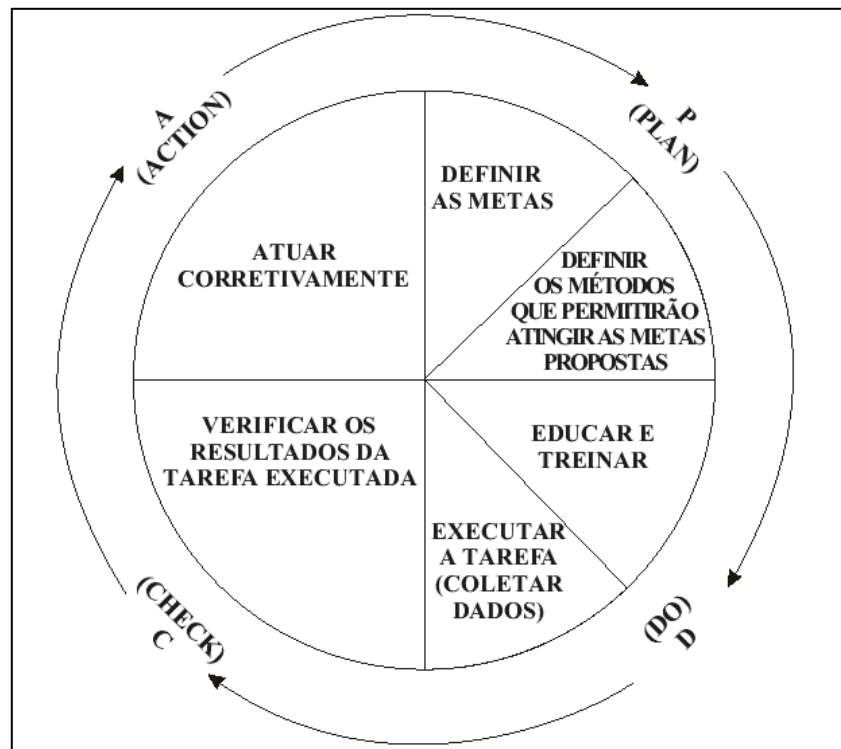 A
(ACTION)
P
(PLAN)
DEFINIR
AS METAS
ATUAR
CORRETIVAMENTE
DEFINIR
OS MÉTODOS
QUE PERMITIRÃO
ATINGIR AS METAS
PROPOSTAS
VERIFICAR OS
RESULTADOS DA
TAREFA EXECUTADA
EDUCAR E
TREINAR
EXECUTAR
A TAREFA
(COLETAR
DADOS)
(CHECK)
C
(DO)
D